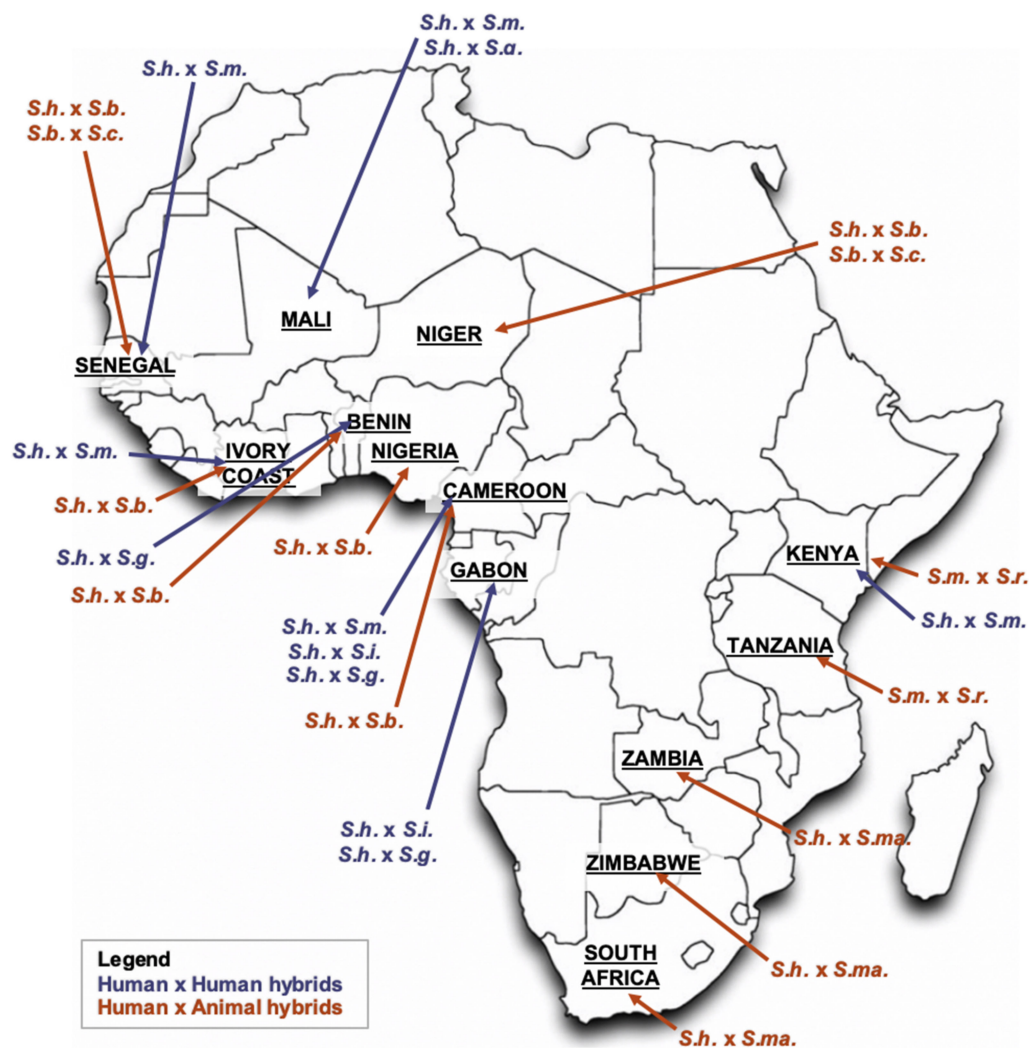 S.h. x S.m.
S.h. x S.a.
S.h. x S.m.
S.h. x S.b.
S.b. x S.c.
S.h. x S.b.
S.b. x S.c.
MALI
NIGER
SENEGAL
BENIN
S.h. x S.m.
IVORY
COAST
NIGERIA
CAMEROON
S.h. x S.b.
S.h. x S.g.
S.h. x S.b.
S.h. x S.b.
GABON
KENYA
S.m. x S.r.
S.h. x S.m.
S.h. x S.m.
S.h. x S.i.
S.h. x S.g.
TANZANIA
S.m. x S.r.
S.h. x S.b.
ZAMBIA
S.h. x S.i.
S.h. x S.g.
S.h. x S.ma.
ZIMBABWE
S.h. x S.ma.
SOUTH
AFRICA
S.h. x S.ma.
Legend
Human x Human hybrids
Human x Animal hybrids